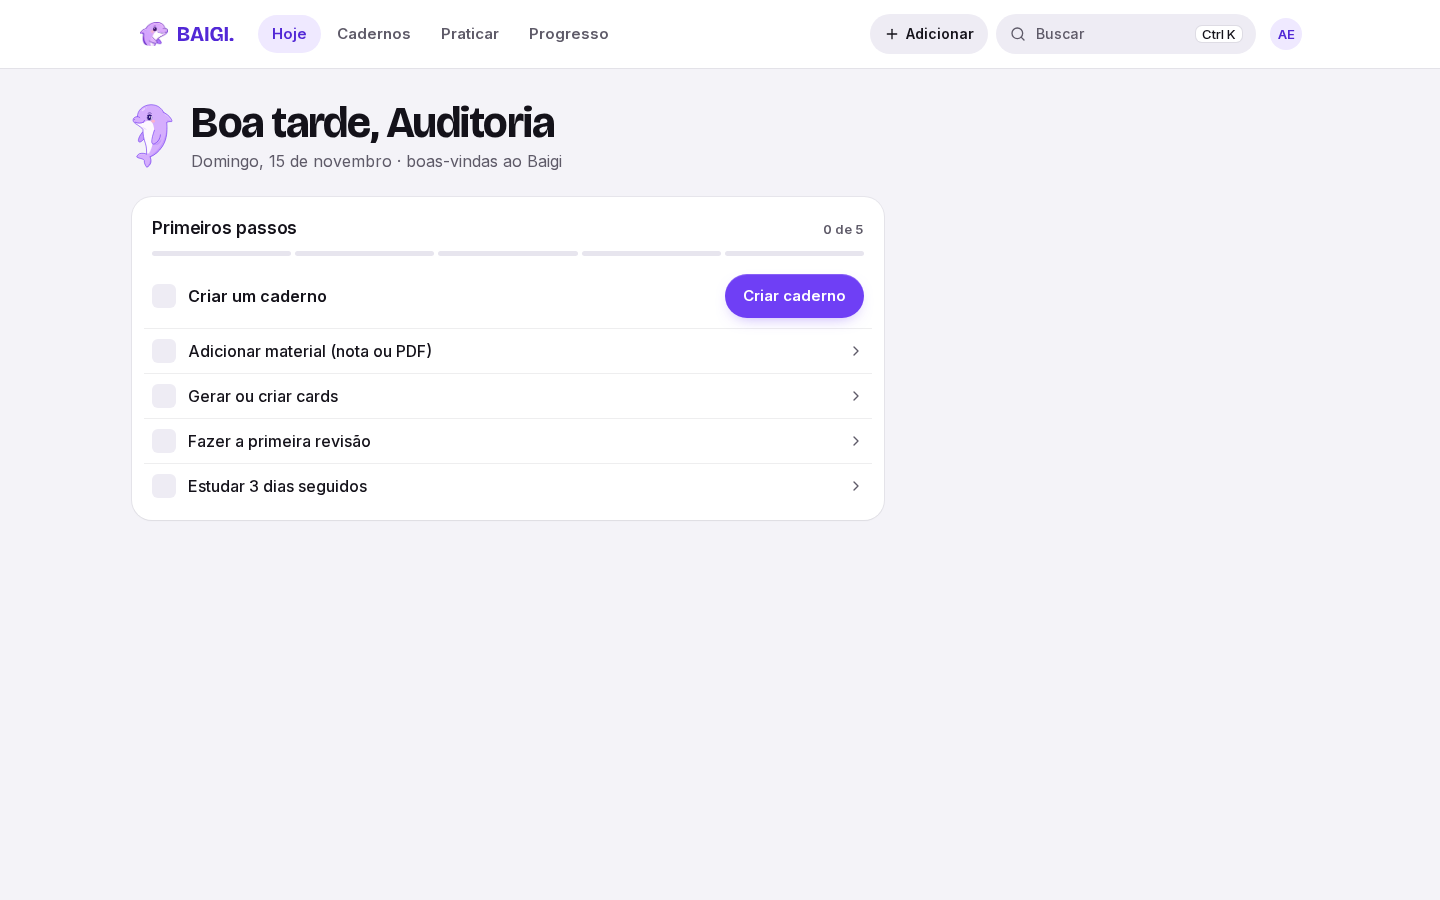 BAIGI.
Hoje
Cadernos
Praticar
Progresso
Adicionar
Buscar
Ctrl K
AE
Boa tarde, Auditoria
Domingo, 15 de novembro · boas-vindas ao Baigi
Primeiros passos
0 de 5
Criar um caderno
Criar caderno
Adicionar material (nota ou PDF)
Gerar ou criar cards
Fazer a primeira revisão
Estudar 3 dias seguidos